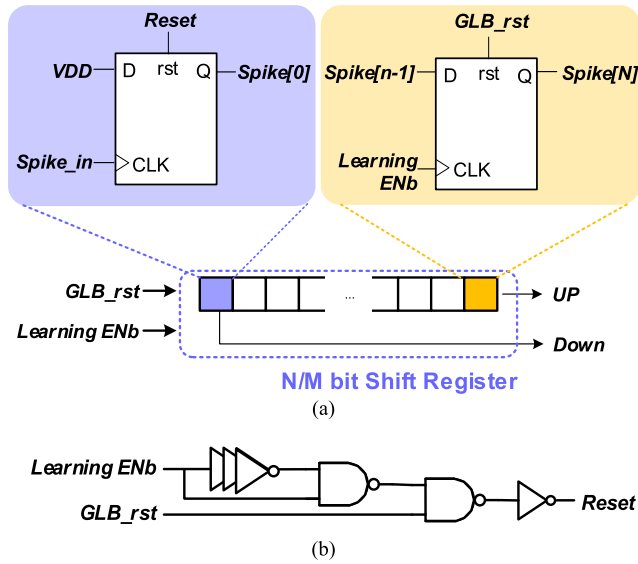 Reset
GLB_rst
VDD
D
rst
Q
Spike[0]
Spike[n-1]
D
rst
Q
Spike[N]
Spike_in
CLK
Learning
ENb
CLK
GLB_rst
...
UP
Learning ENb
Down
N/M bit Shift Register
(a)
Learning ENb
GLB_rst
Reset
(b)